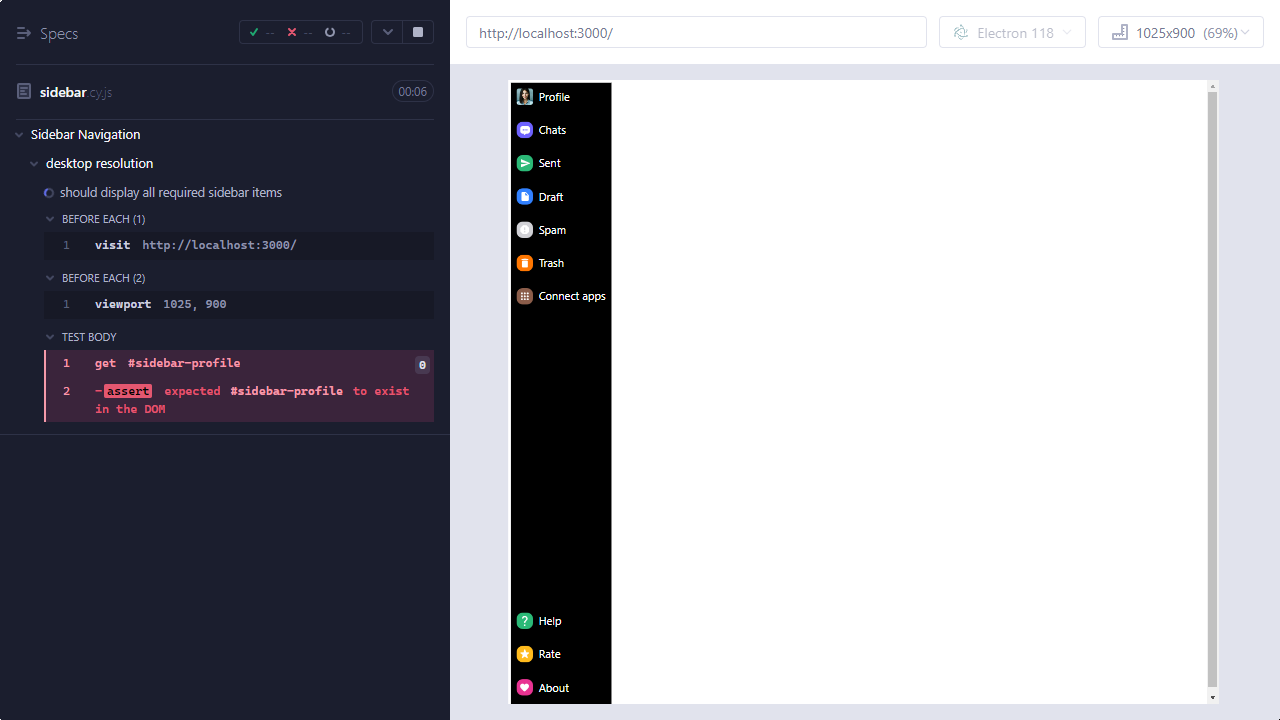 Specs
-- -- --
sidebar.cy.js
00:06
Sidebar Navigation
desktop resolution
should display all required sidebar items
BEFORE EACH (1)
1 visit http://localhost:3000/
BEFORE EACH (2)
1 viewport 1025, 900
TEST BODY
1 get #sidebar-profile 0
2 -assert expected #sidebar-profile to exist
in the DOM
http://localhost:3000/
Electron 118
1025x900 (69%)
Profile
Chats
Sent
Draft
Spam
Trash
Connect apps
Help
Rate
About